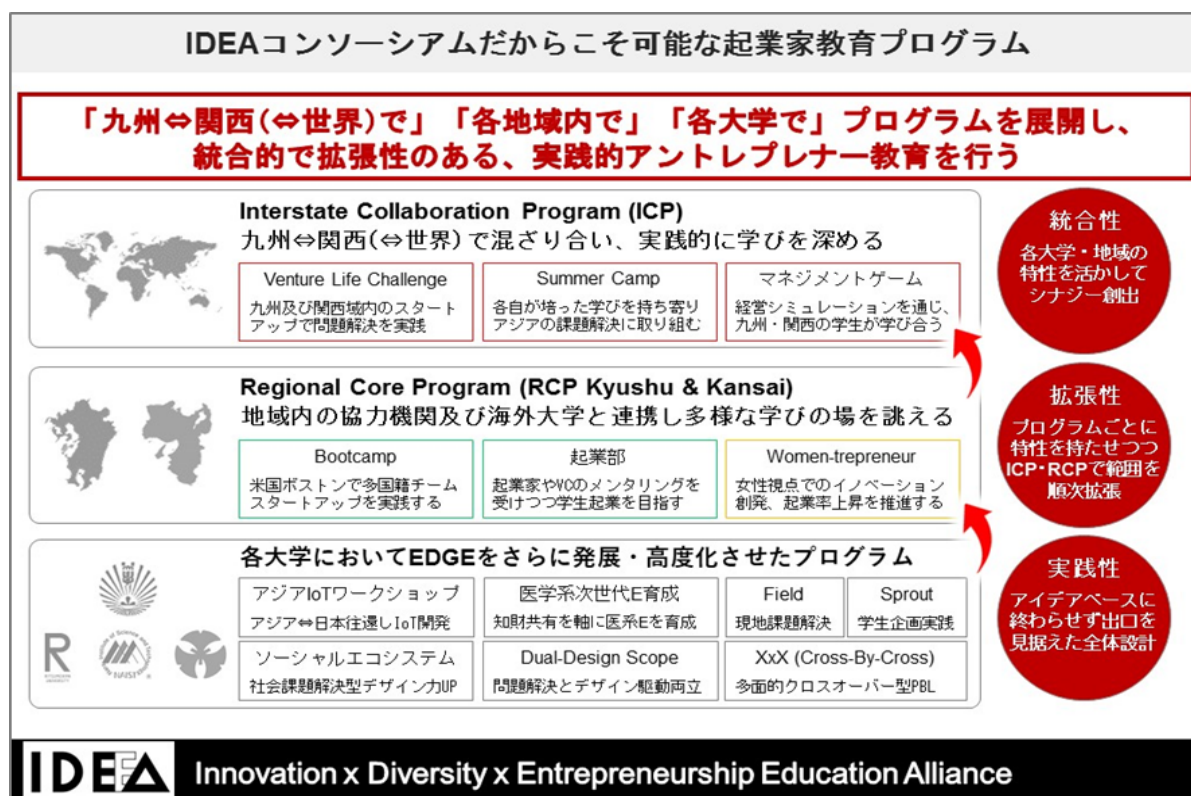 IDEAコンソーシアムだからこそ可能な起業家教育プログラム
「九州⇔関西(⇔世界)で」「各地域内で」「各大学で」プログラムを展開し、
統合的で拡張性のある、実践的アントレプレナー教育を行う
Interstate Collaboration Program (ICP)
九州⇔関西(⇔世界)で混ざり合い、実践的に学びを深める
Venture Life Challenge
九州及び関西域内のスタート
アップで問題解決を実践
Summer Camp
各自が培った学びを持ち寄り
アジアの課題解決に取り組む
マネジメントゲーム
経営シミュレーションを通じ、
九州・関西の学生が学び合う
統合性
各大学・地域の
特性を活かして
シナジー創出
Regional Core Program (RCP Kyushu & Kansai)
地域内の協力機関及び海外大学と連携し多様な学びの場を誂える
Bootcamp
米国ボストンで多国籍チーム
スタートアップを実践する
起業部
起業家やVCのメンタリングを
受けつつ学生起業を目指す
Women-trepreneur
女性視点でのイノベーション
創発、起業率上昇を推進する
拡張性
プログラムごとに
特性を持たせつつ
ICP・RCPで範囲を
順次拡張
各大学においてEDGEをさらに発展・高度化させたプログラム
アジアIoTワークショップ
アジア⇔日本往還しIoT開発
医学系次世代E育成
知財共有を軸に医系Eを育成
Field
現地課題解決
Sprout
学生企画実践
ソーシャルエコシステム
社会課題解決型デザイン力UP
Dual-Design Scope
問題解決とデザイン駆動両立
XxX (Cross-By-Cross)
多面的クロスオーバー型PBL
R
NAIST
実践性
アイデアベースに
終わらせず出口を
見据えた全体設計
IDEA Innovation x Diversity x Entrepreneurship Education Alliance